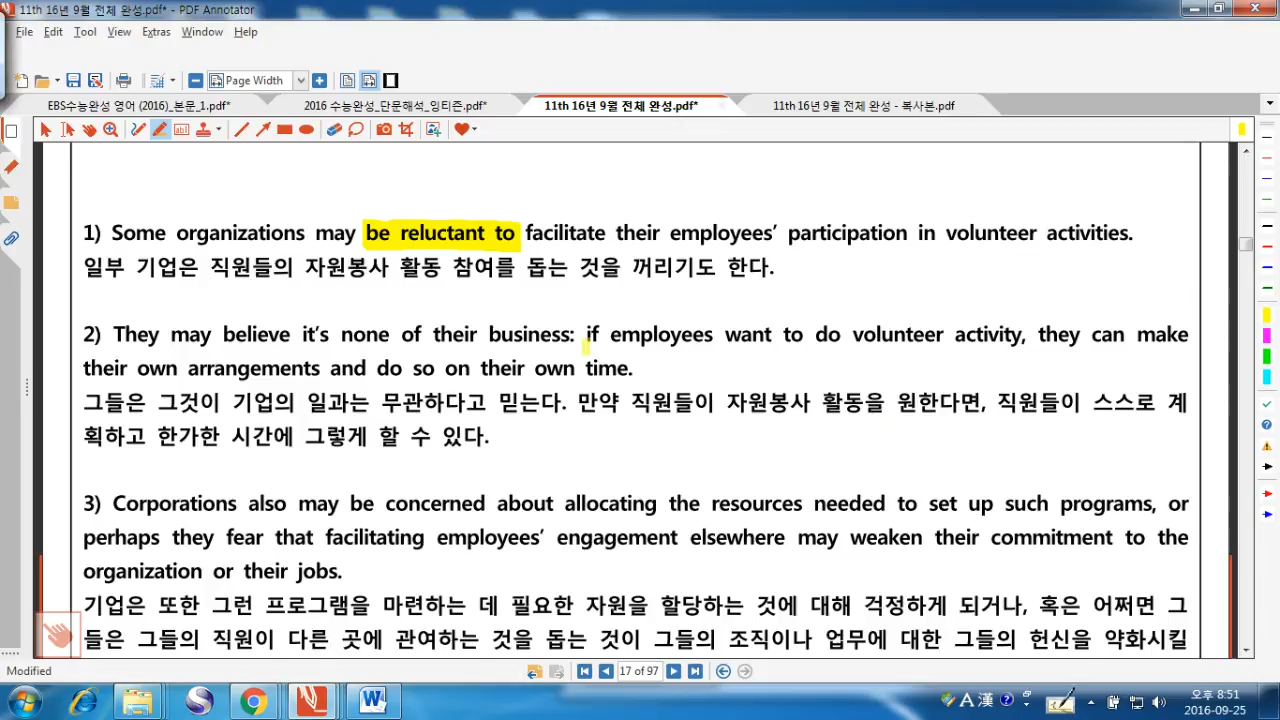 11th 16년 9월 전체 완성.pdf* - PDF Annotator
File Edit Tool View Extras Window Help
Page Width
EBS수능완성 영어 (2016)_본문_1.pdf* 2016 수능완성_단문해석_잉티즌.pdf* 11th 16년 9월 전체 완성.pdf* 11th 16년 9월 전체 완성 - 복사본.pdf
1) Some organizations may be reluctant to facilitate their employees’ participation in volunteer activities.
일부 기업은 직원들의 자원봉사 활동 참여를 돕는 것을 꺼리기도 한다.
2) They may believe it’s none of their business: if employees want to do volunteer activity, they can make
their own arrangements and do so on their own time.
그들은 그것이 기업의 일과는 무관하다고 믿는다. 만약 직원들이 자원봉사 활동을 원한다면, 직원들이 스스로 계
획하고 한가한 시간에 그렇게 할 수 있다.
3) Corporations also may be concerned about allocating the resources needed to set up such programs, or
perhaps they fear that facilitating employees’ engagement elsewhere may weaken their commitment to the
organization or their jobs.
기업은 또한 그런 프로그램을 마련하는 데 필요한 자원을 할당하는 것에 대해 걱정하게 되거나, 혹은 어쩌면 그
들은 그들의 직원이 다른 곳에 관여하는 것을 돕는 것이 그들의 조직이나 업무에 대한 그들의 헌신을 약화시킬
Modified 17 of 97
A 漢 오후 8:51
2016-09-25